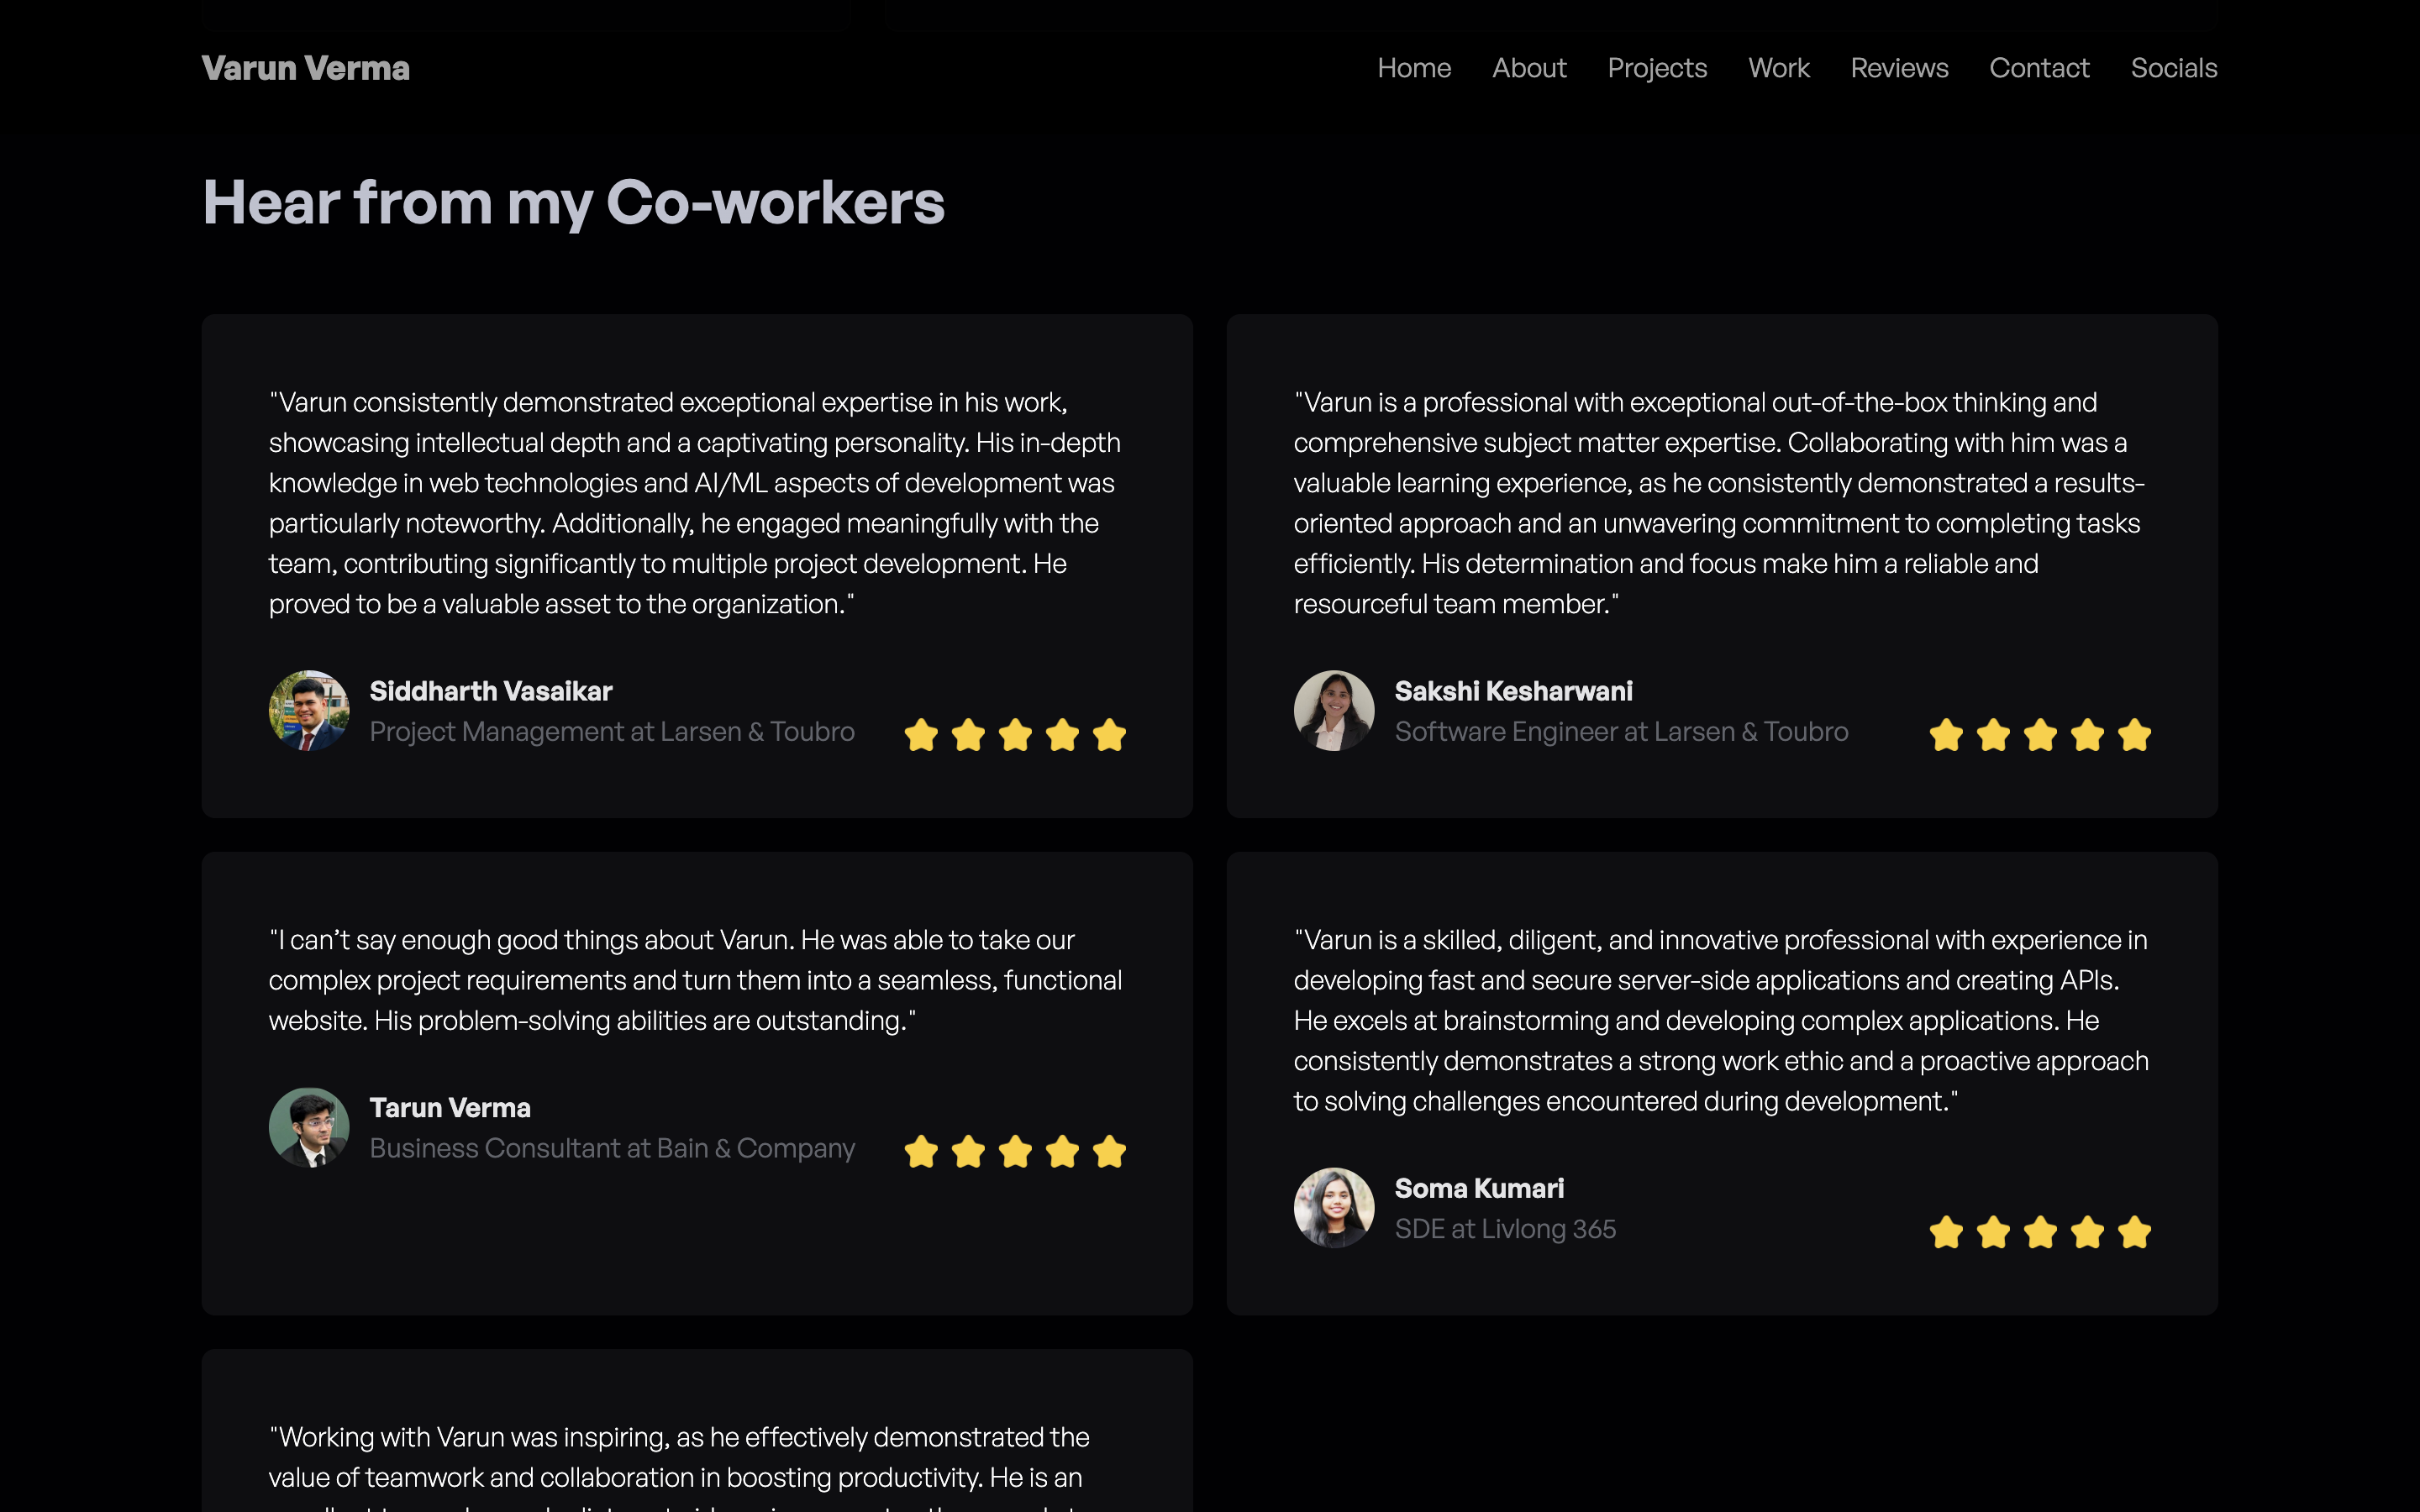 Varun Verma
Home About Projects Work Reviews Contact Socials
Hear from my Co-workers
"Varun consistently demonstrated exceptional expertise in his work,
showcasing intellectual depth and a captivating personality. His in-depth
knowledge in web technologies and AI/ML aspects of development was
particularly noteworthy. Additionally, he engaged meaningfully with the
team, contributing significantly to multiple project development. He
proved to be a valuable asset to the organization."
Siddharth Vasaikar
Project Management at Larsen & Toubro
"Varun is a professional with exceptional out-of-the-box thinking and
comprehensive subject matter expertise. Collaborating with him was a
valuable learning experience, as he consistently demonstrated a results-
oriented approach and an unwavering commitment to completing tasks
efficiently. His determination and focus make him a reliable and
resourceful team member."
Sakshi Kesharwani
Software Engineer at Larsen & Toubro
"I can’t say enough good things about Varun. He was able to take our
complex project requirements and turn them into a seamless, functional
website. His problem-solving abilities are outstanding."
Tarun Verma
Business Consultant at Bain & Company
"Varun is a skilled, diligent, and innovative professional with experience in
developing fast and secure server-side applications and creating APIs.
He excels at brainstorming and developing complex applications. He
consistently demonstrates a strong work ethic and a proactive approach
to solving challenges encountered during development."
Soma Kumari
SDE at Livlong 365
"Working with Varun was inspiring, as he effectively demonstrated the
value of teamwork and collaboration in boosting productivity. He is an